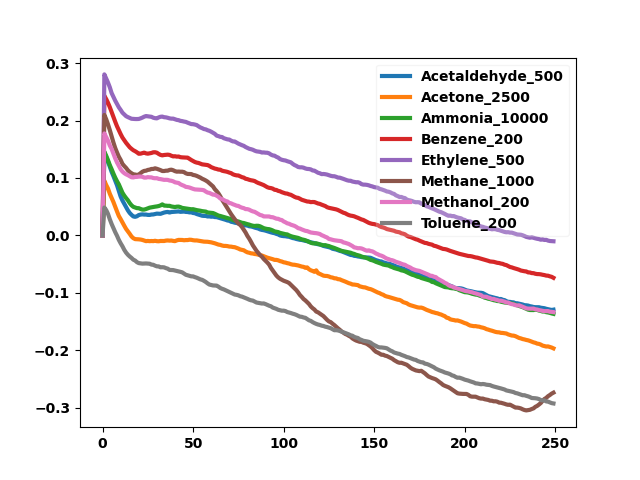 0.3
0.2
0.1
0.0
−0.1
−0.2
−0.3
0
50
100
150
200
250
Acetaldehyde_500
Acetone_2500
Ammonia_10000
Benzene_200
Ethylene_500
Methane_1000
Methanol_200
Toluene_200